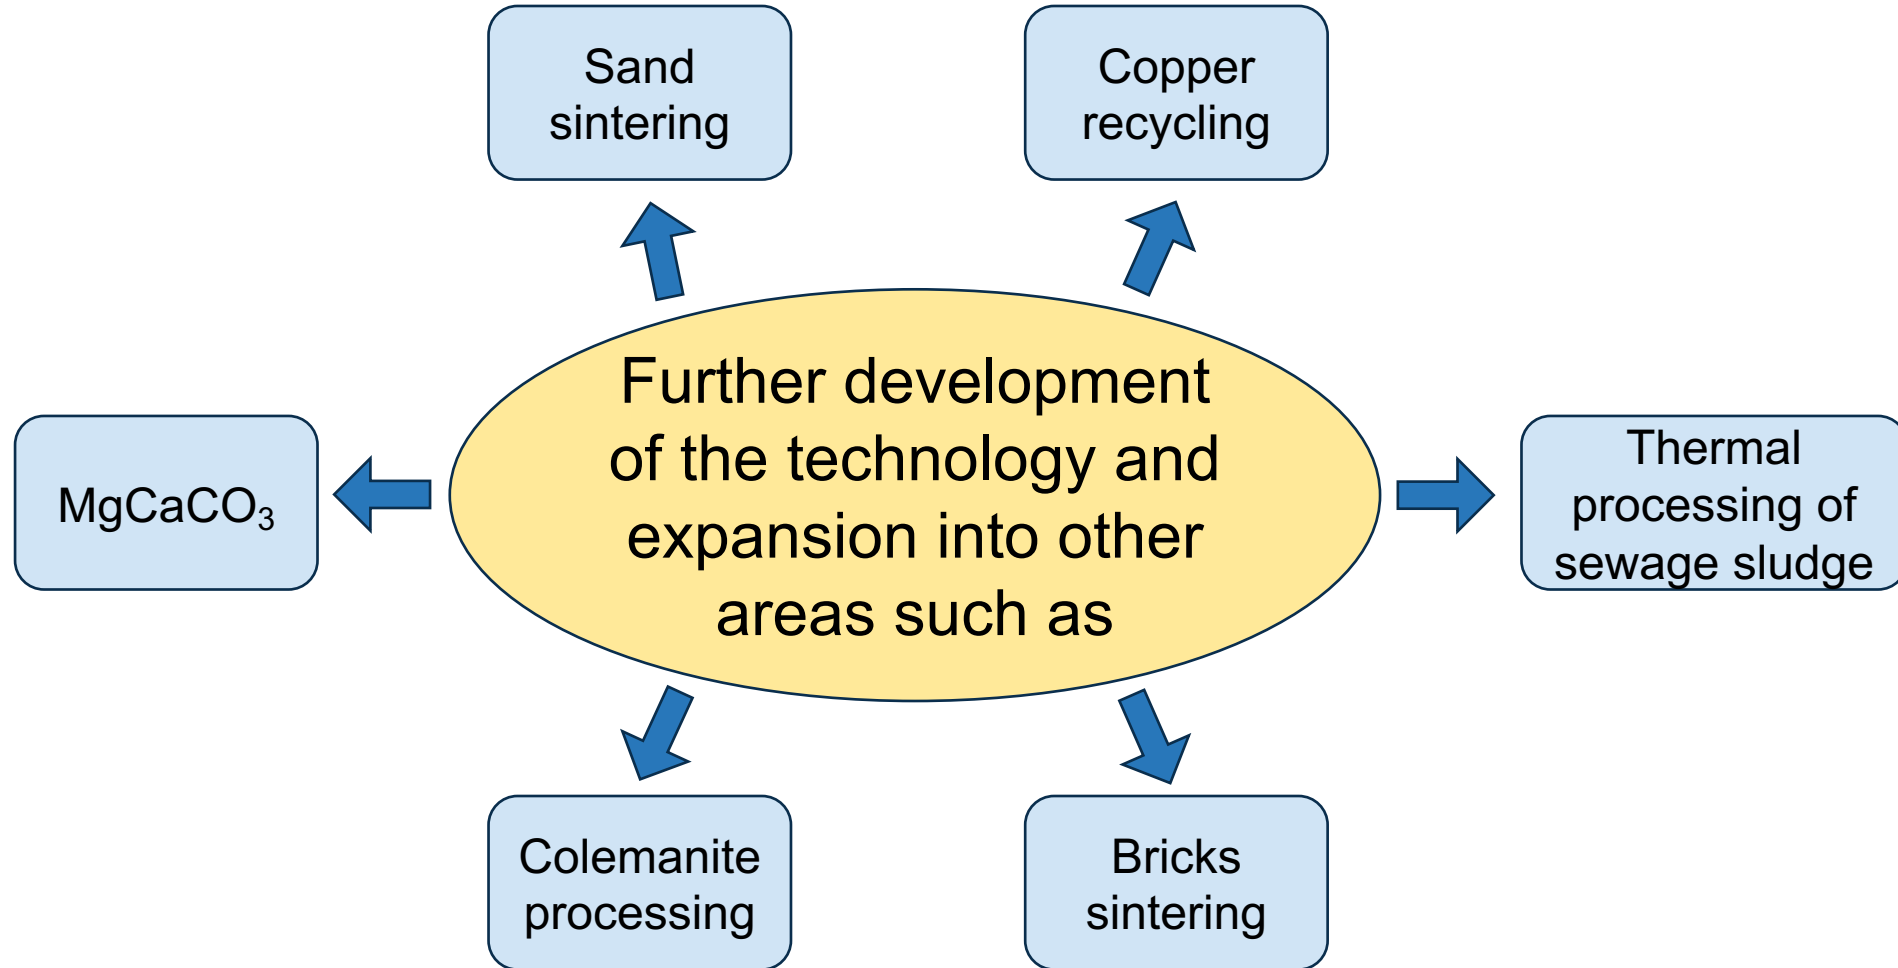 Sand
sintering
Copper
recycling
Further development
of the technology and
expansion into other
areas such as
MgCaCO₃
Thermal
processing of
sewage sludge
Colemanite
processing
Bricks
sintering